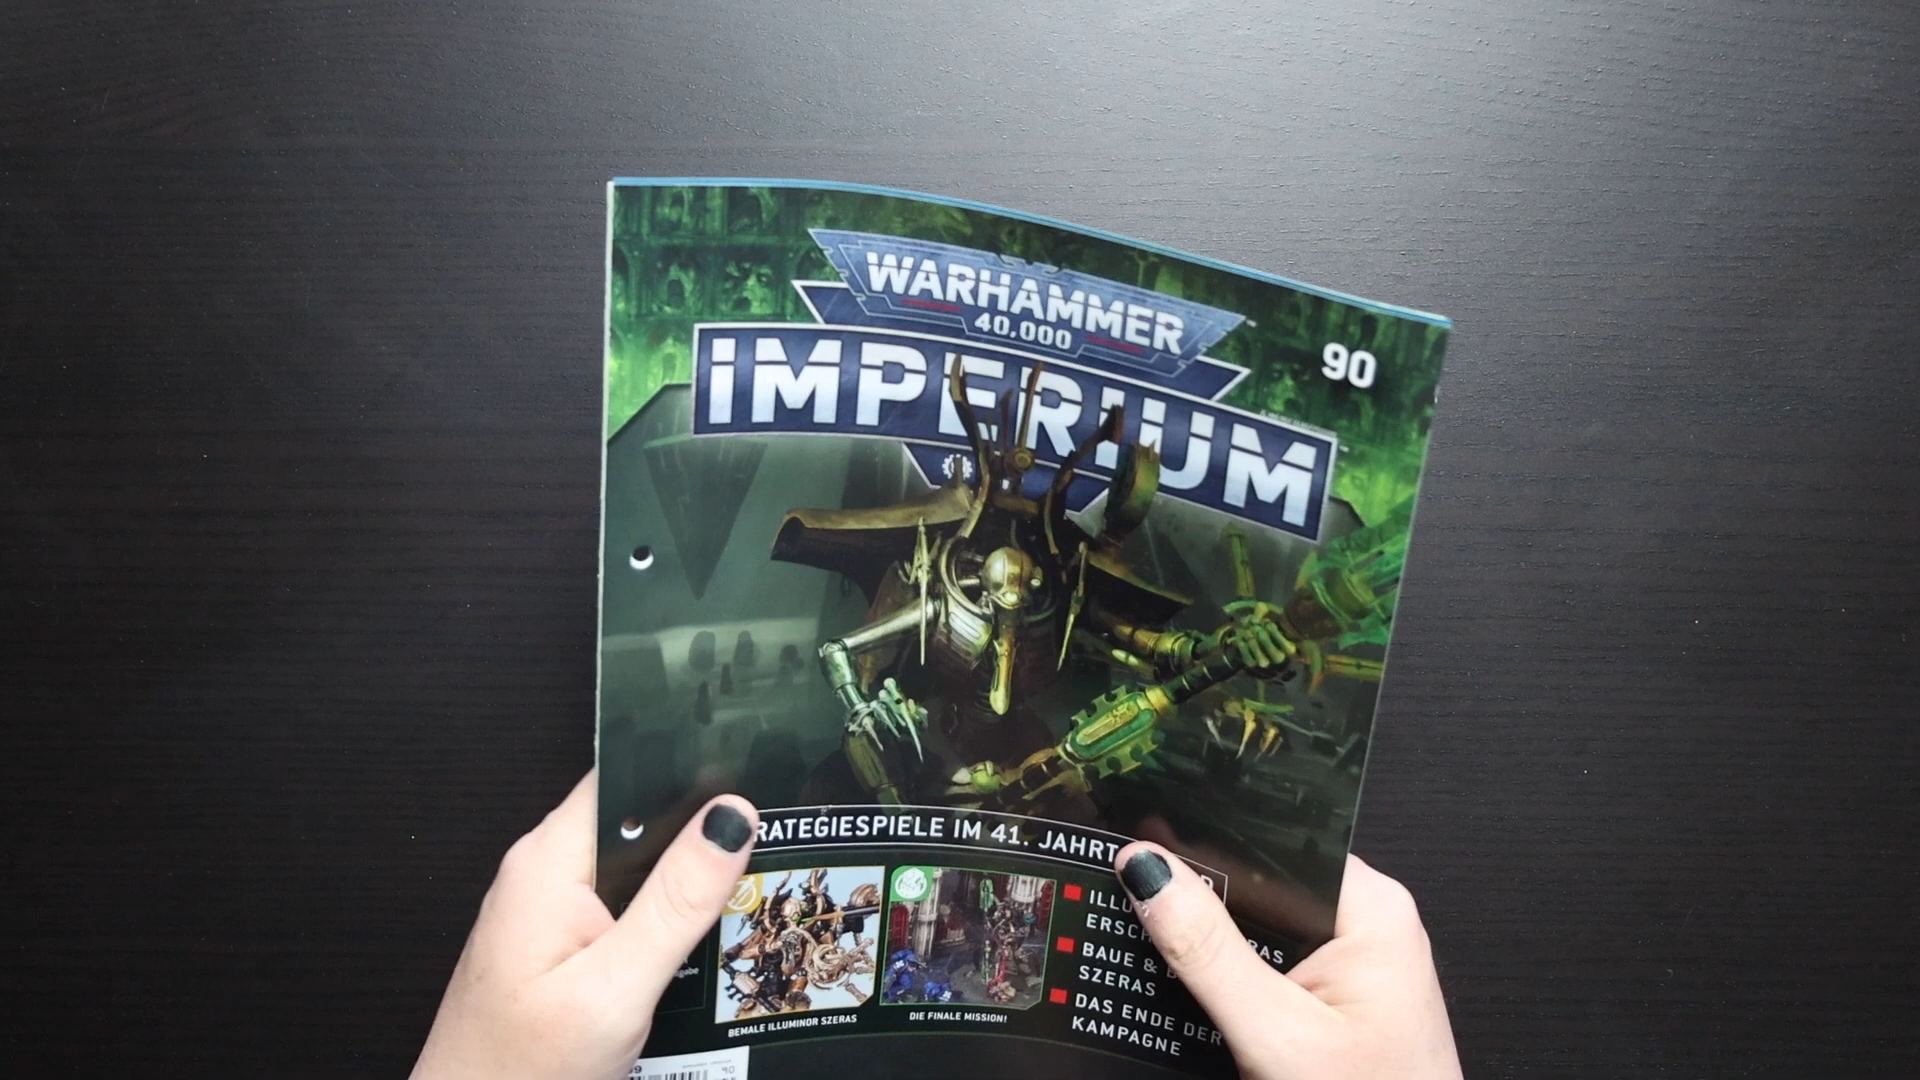 WARHAMMER
40,000
IMPERIUM
90
RATEGIESPIELE IM 41. JAHRT
ILLU
ERSCH RAS
BAUE & B
SZERAS
DAS ENDE DER
KAMPAGNE
BEMALE ILLUMINOR SZERAS
DIE FINALE MISSION!
90